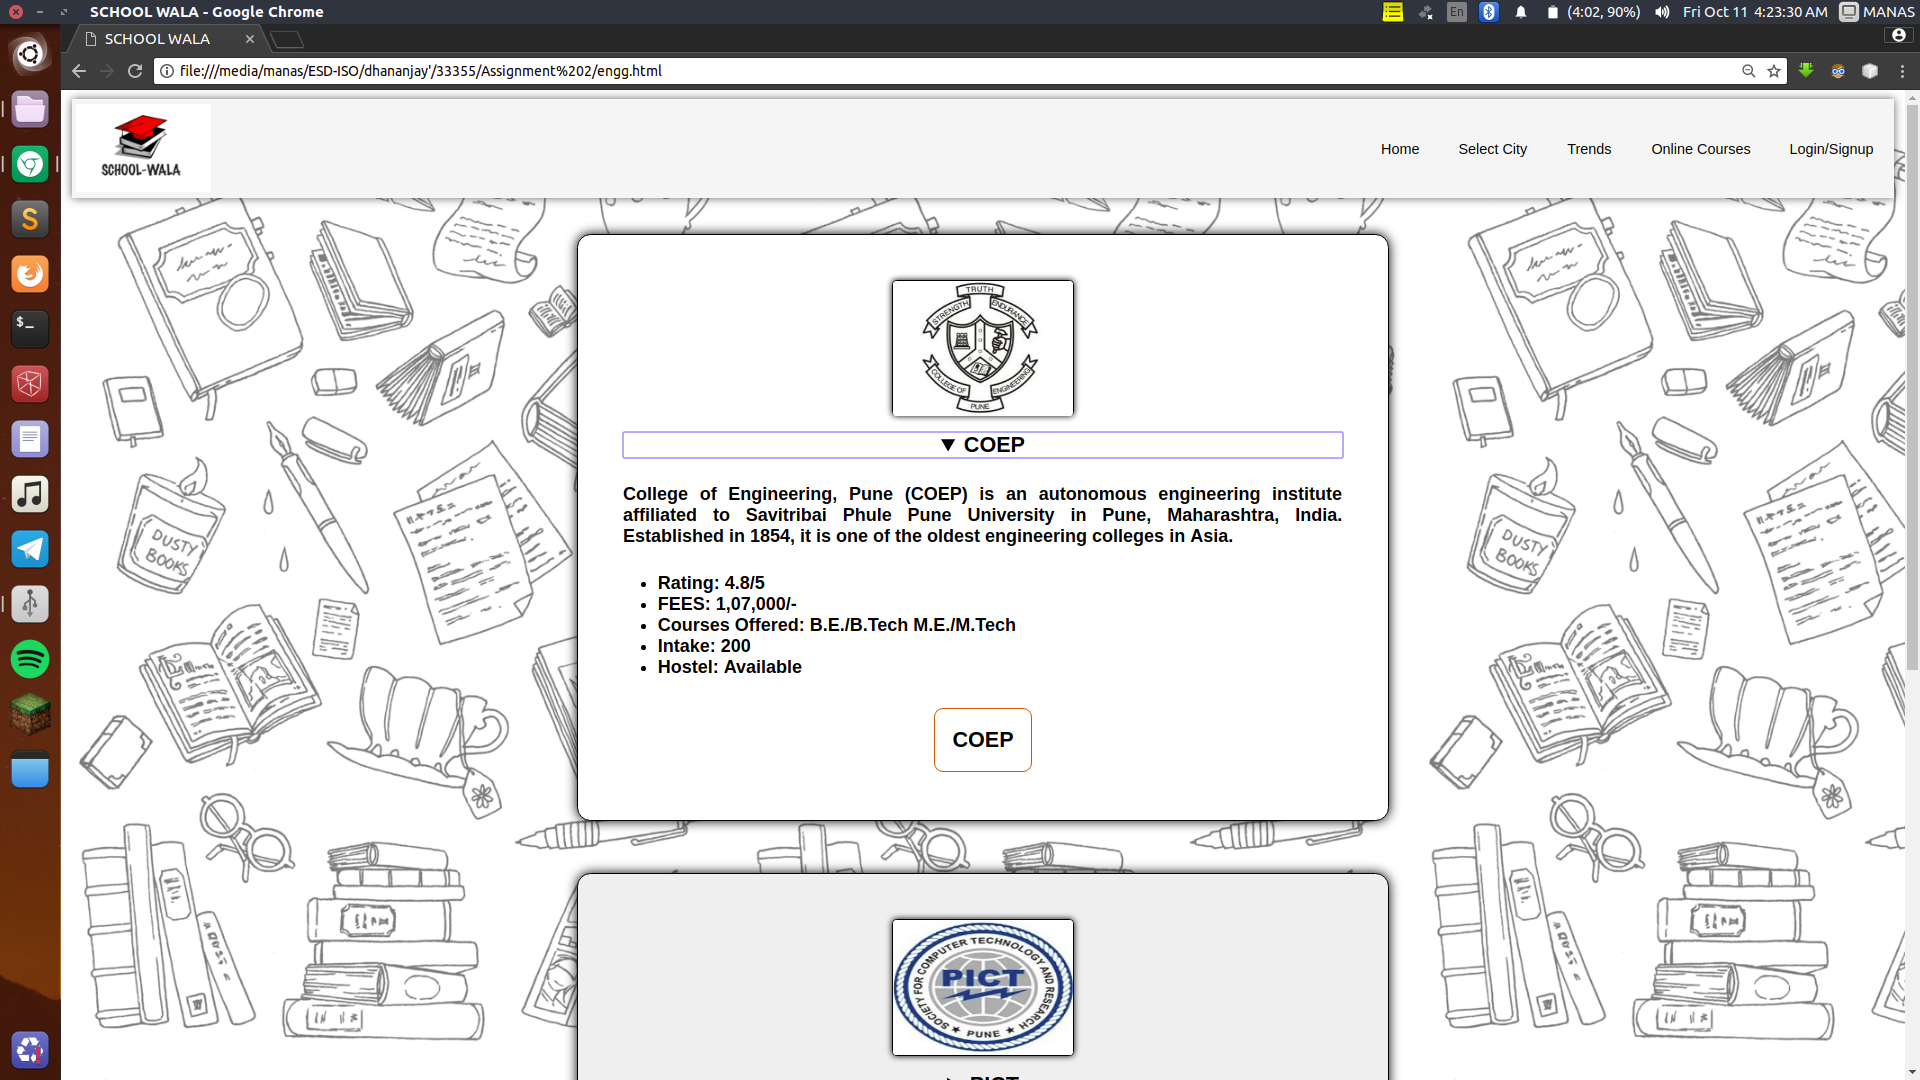 SCHOOL WALA - Google Chrome
En
(4:02, 90%)
Fri Oct 11 4:23:30 AM
MANAS
SCHOOL WALA
file:///media/manas/ESD-ISO/dhananjay'/33355/Assignment%202/engg.html
SCHOOL-WALA
Home
Select City
Trends
Online Courses
Login/Signup
TRUTH
STRENGTH
ENDURANCE
COLLEGE OF
ENGINEERING
PUNE
▼ COEP
College of Engineering, Pune (COEP) is an autonomous engineering institute
affiliated to Savitribai Phule Pune University in Pune, Maharashtra, India.
Established in 1854, it is one of the oldest engineering colleges in Asia.
• Rating: 4.8/5
• FEES: 1,07,000/-
• Courses Offered: B.E./B.Tech M.E./M.Tech
• Intake: 200
• Hostel: Available
COEP
DUSTY
BOOKS
DUSTY
BOOKS
SOCIETY FOR COMPUTER TECHNOLOGY AND RESEARCH
PICT
★ PUNE ★
PICT